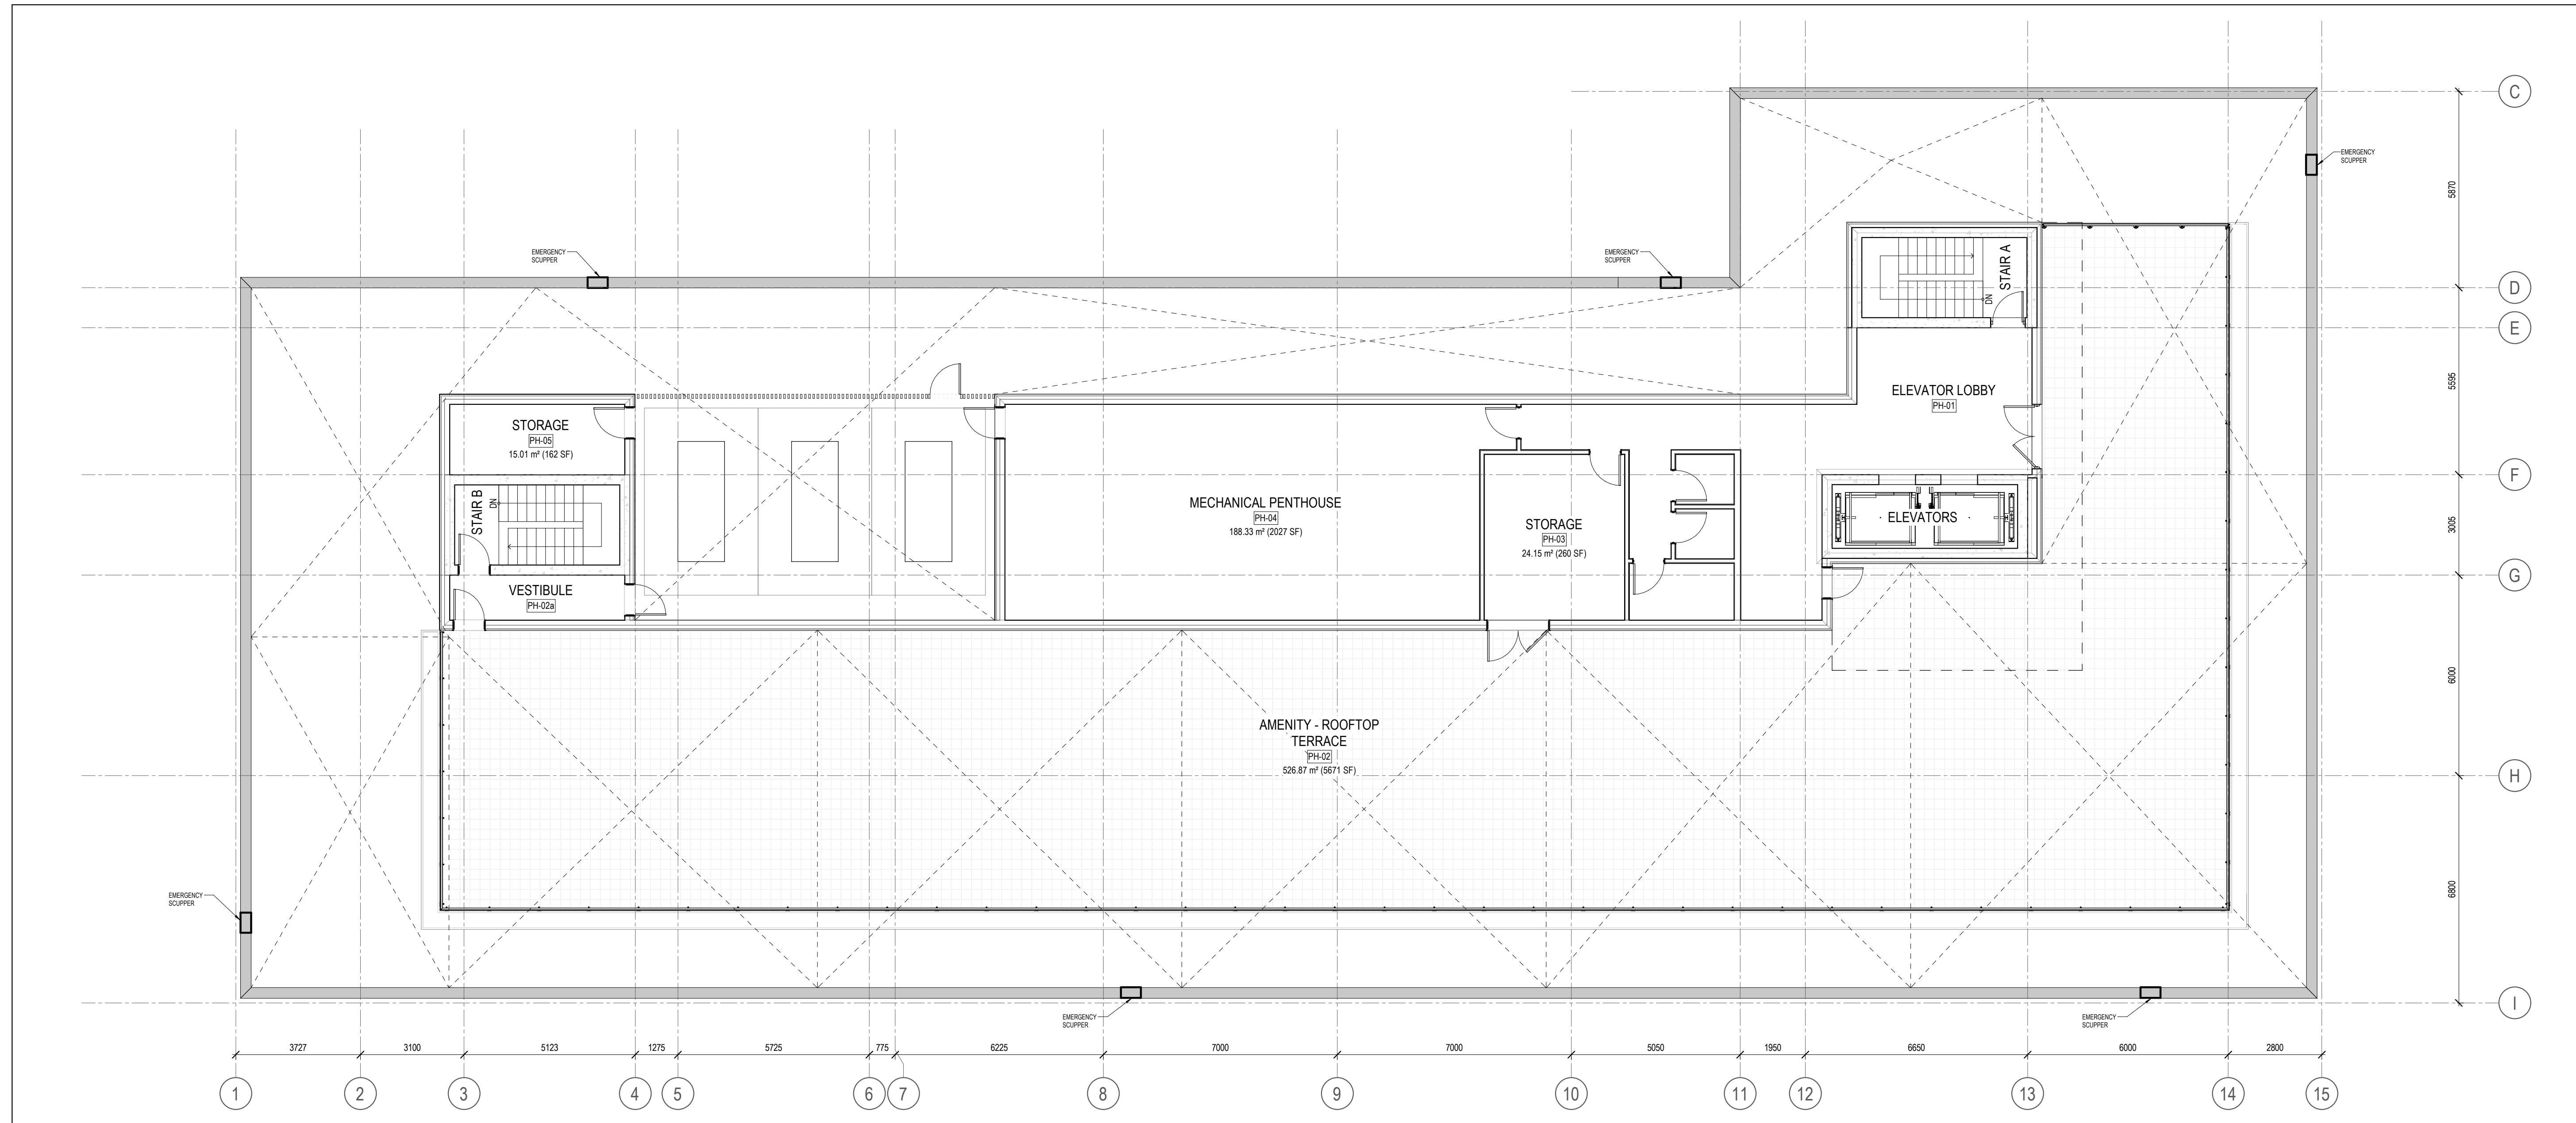 C
EMERGENCY
SCUPPER
5870
EMERGENCY
SCUPPER
EMERGENCY
SCUPPER
STAIR A
DN
D
E
ELEVATOR LOBBY
PH-01
5595
STORAGE
PH-05
15.01 m² (162 SF)
F
STAIR B
DN
MECHANICAL PENTHOUSE
PH-04
188.33 m² (2027 SF)
STORAGE
PH-03
24.15 m² (260 SF)
ELEVATORS
3005
G
VESTIBULE
PH-02a
6000
AMENITY - ROOFTOP
TERRACE
PH-02
526.87 m² (5671 SF)
H
EMERGENCY
SCUPPER
6800
I
EMERGENCY
SCUPPER
EMERGENCY
SCUPPER
3727 3100 5123 1275 5725 775 6225 7000 7000 5050 1950 6650 6000 2800
1 2 3 4 5 6 7 8 9 10 11 12 13 14 15